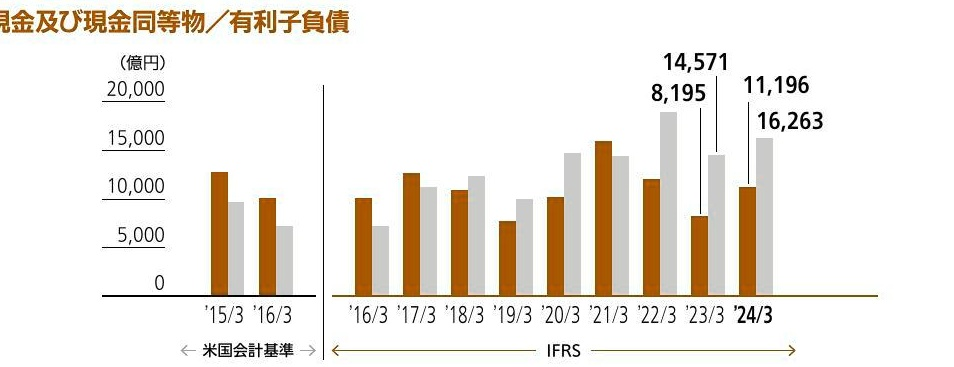 現金及び現金同等物／有利子負債
（億円）
20,000
15,000
10,000
5,000
0
14,571
8,195
11,196
16,263
’15/3 ’16/3 ’16/3 ’17/3 ’18/3 ’19/3 ’20/3 ’21/3 ’22/3 ’23/3 ’24/3
米国会計基準 IFRS